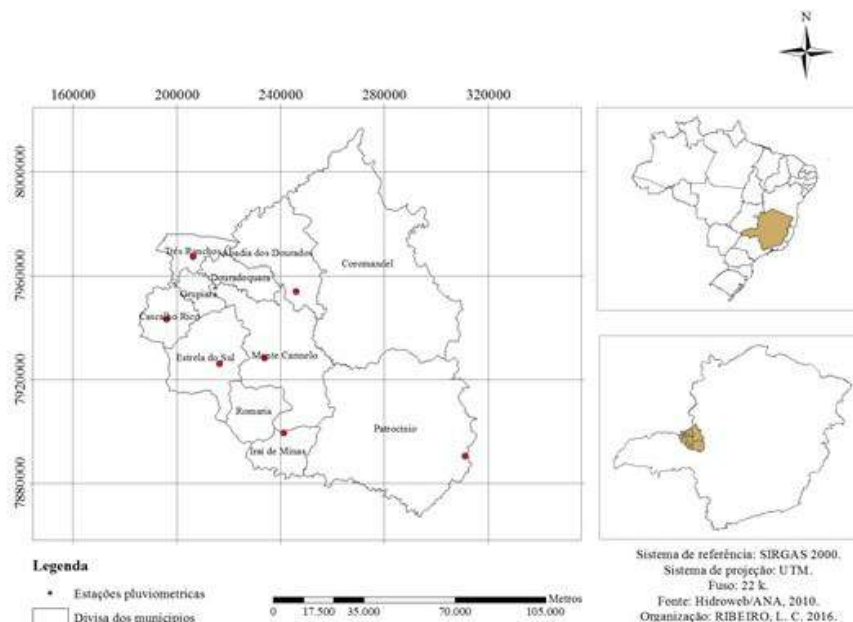 N
160000 200000 240000 280000 320000
8000000
7960000
7920000
7880000
Três Ranchos
Abadia dos Dourados
Coromandel
Douradoquara
Grupiara
Cascalho Rico
Estrela do Sul
Monte Carmelo
Romaria
Patrocínio
Iraí de Minas
Legenda
Estações pluviometricas
Divisa dos municípios
Metros
0 17.500 35.000 70.000 105.000
Sistema de referência: SIRGAS 2000.
Sistema de projeção: UTM.
Fuso: 22 k.
Fonte: Hidroweb/ANA, 2010.
Organização: RIBEIRO, L. C, 2016.